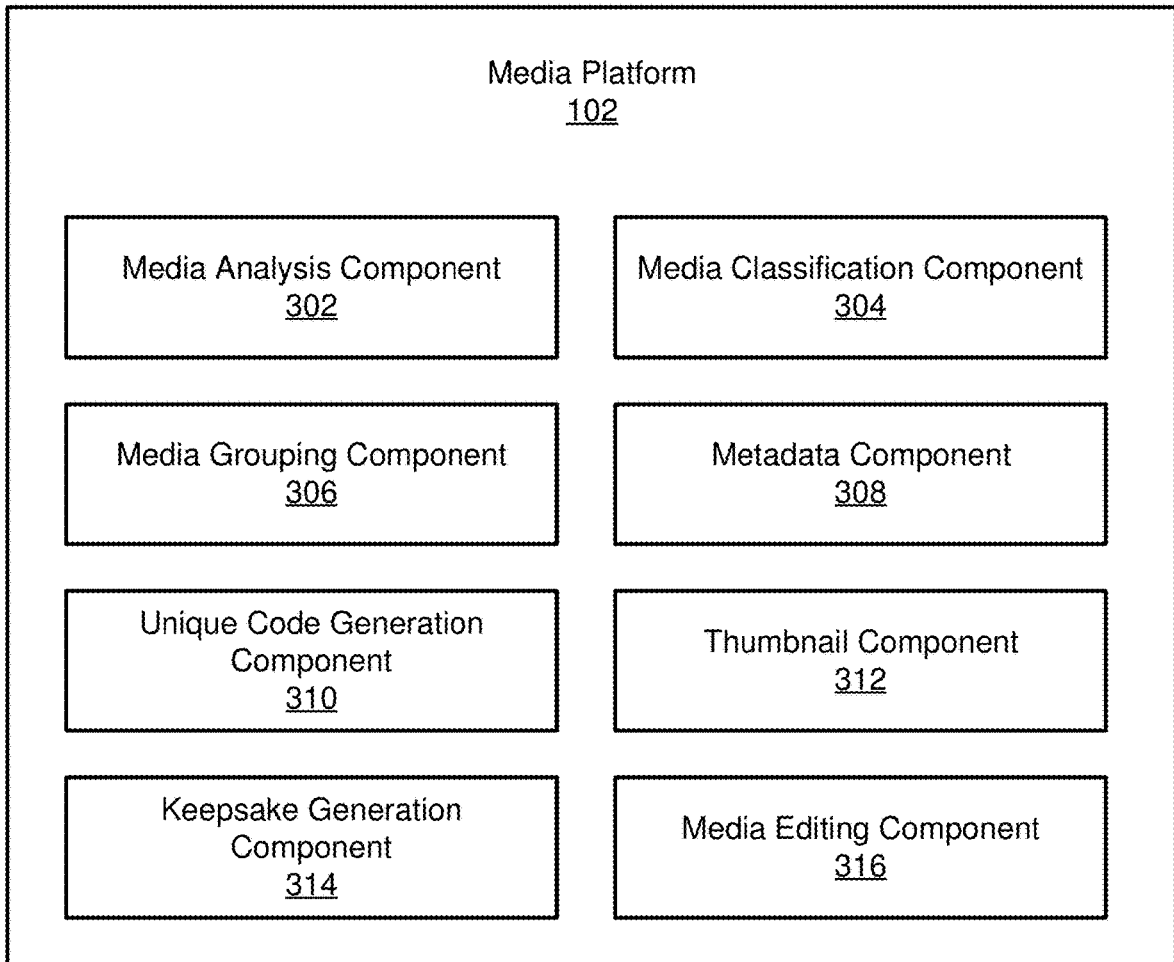 Media Platform
102
Media Analysis Component
302
Media Classification Component
304
Media Grouping Component
306
Metadata Component
308
Unique Code Generation
Component
310
Thumbnail Component
312
Keepsake Generation
Component
314
Media Editing Component
316